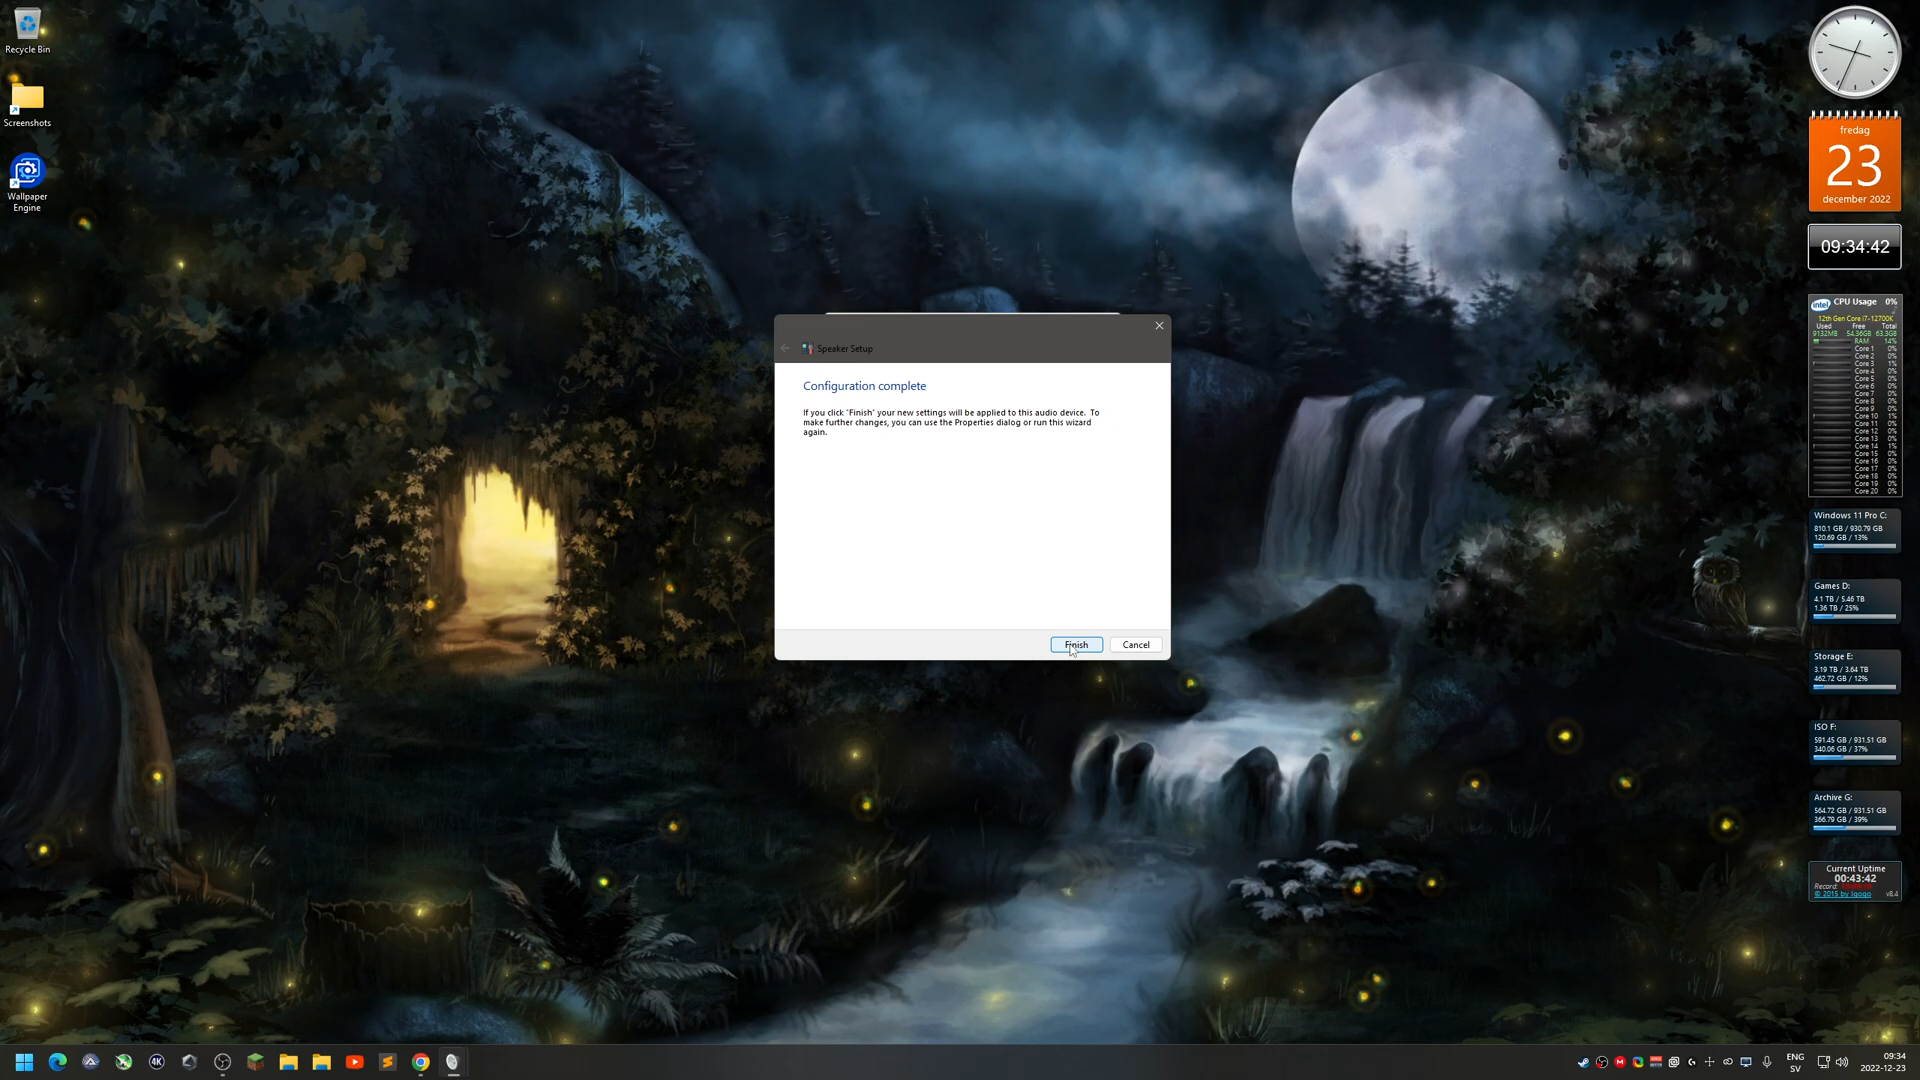 Recycle Bin
Screenshots
Wallpaper
Engine
Speaker Setup
Configuration complete
If you click 'Finish' your new settings will be applied to this audio device. To
make further changes, you can use the Properties dialog or run this wizard
again.
Finish
Cancel
fredag
23
december 2022
09:34:42
intel CPU Usage 0%
12th Gen Core i7-12700K
Used Free Total
9132MB 54.36GB 63.3GB
RAM 14%
Core 1 0%
Core 2 0%
Core 3 1%
Core 4 0%
Core 5 0%
Core 6 0%
Core 7 0%
Core 8 0%
Core 9 0%
Core 10 1%
Core 11 0%
Core 12 0%
Core 13 0%
Core 14 1%
Core 15 0%
Core 16 0%
Core 17 0%
Core 18 0%
Core 19 0%
Core 20 0%
Windows 11 Pro C:
810.1 GB / 930.79 GB
120.69 GB / 13%
Games D:
4.1 TB / 5.46 TB
1.36 TB / 25%
Storage E:
3.19 TB / 3.64 TB
462.72 GB / 12%
ISO F:
591.45 GB / 931.51 GB
340.06 GB / 37%
Archive G:
564.72 GB / 931.51 GB
366.79 GB / 39%
Current Uptime
00:43:42
Record:
© 2015 by Igogo v8.4
4K
ENG
SV
09:34
2022-12-23